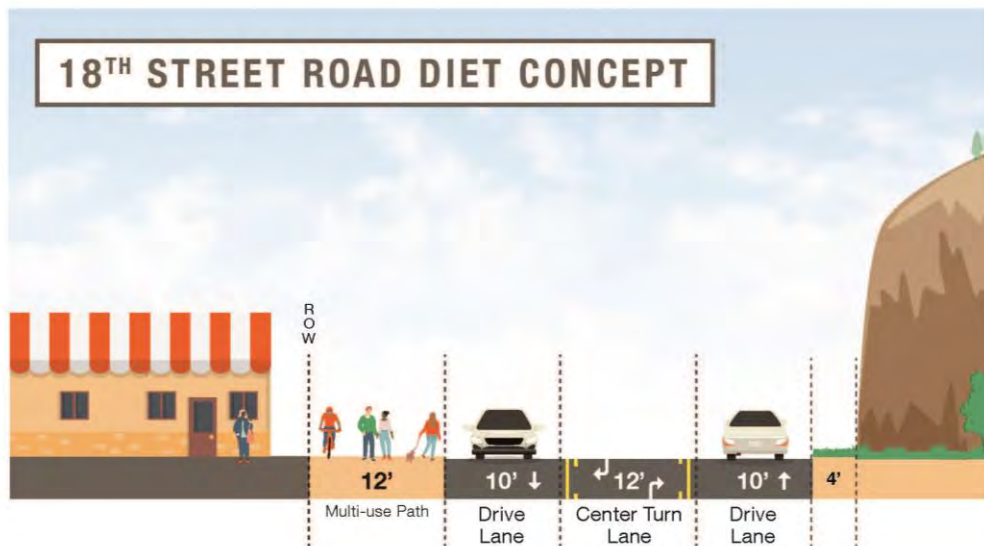 18TH STREET ROAD DIET CONCEPT
ROW
12' 10' ↓ 12' 10' ↑ 4'
Multi-use Path
Drive
Lane
Center Turn
Lane
Drive
Lane